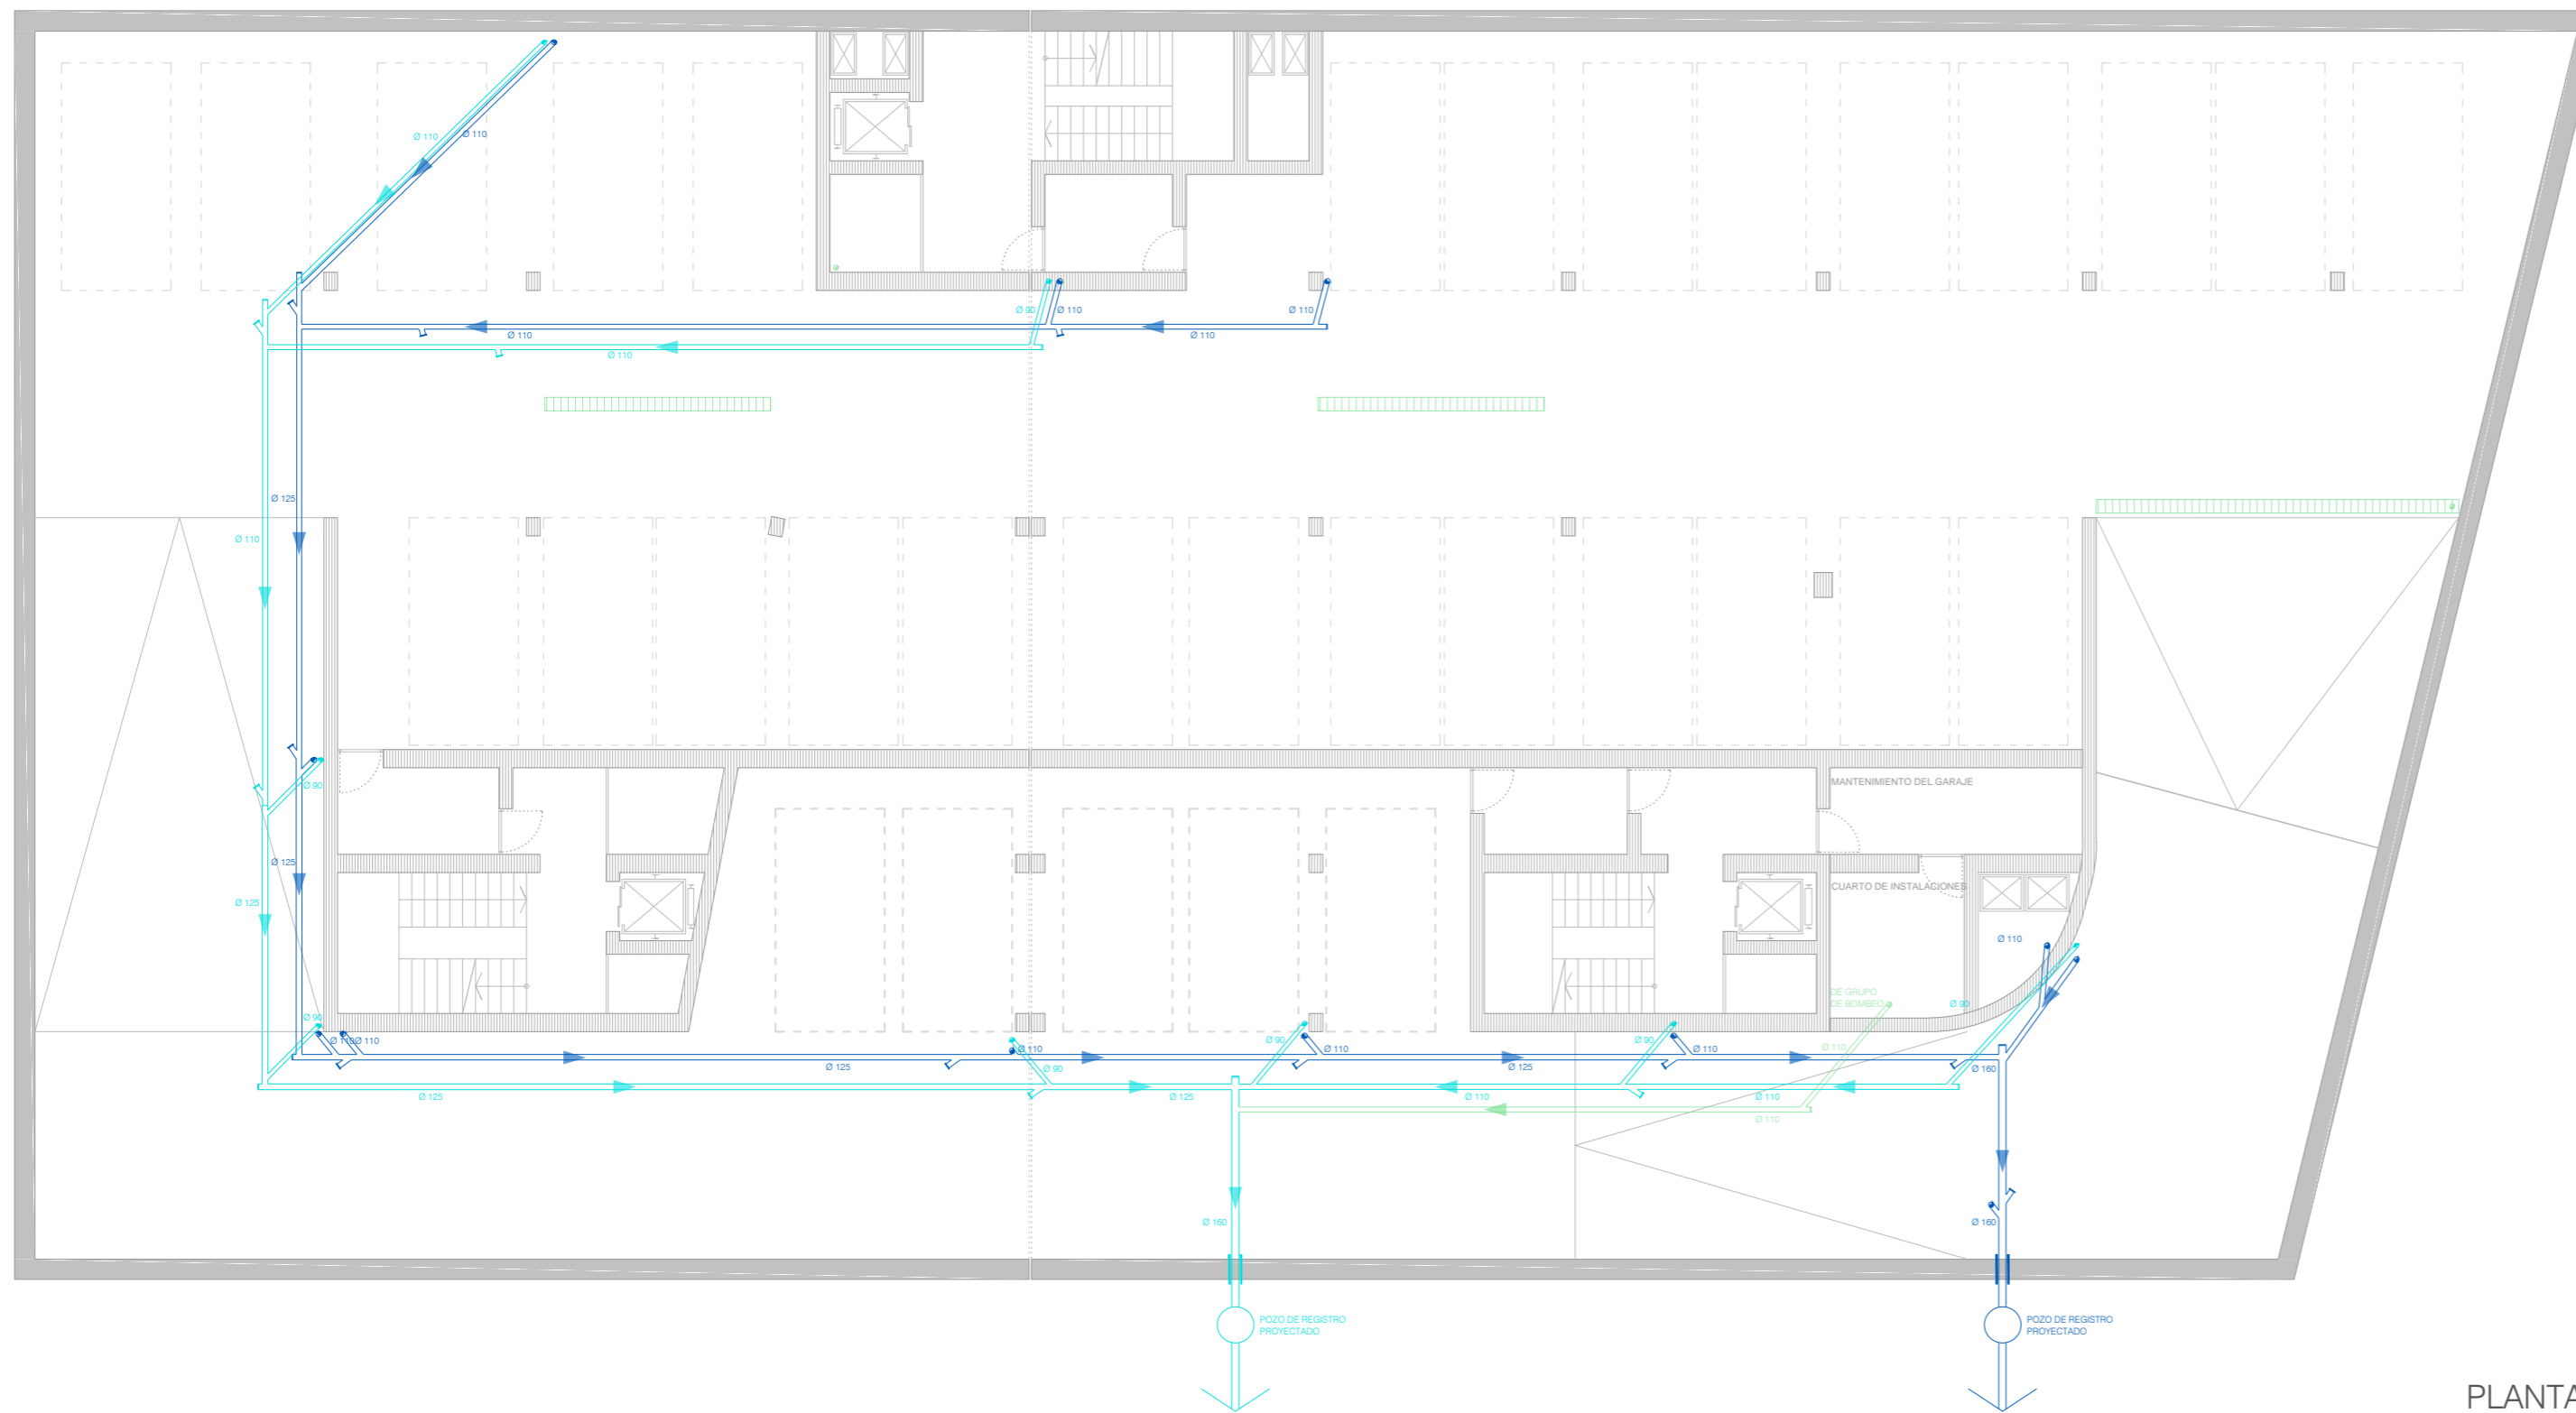 Ø 110
Ø 110
Ø 90
Ø 110
Ø 110
Ø 110
Ø 110
Ø 110
Ø 125
Ø 110
Ø 90
MANTENIMIENTO DEL GARAJE
Ø 125
CUARTO DE INSTALACIONES
Ø 125
Ø 110
DE GRUPO
DE BOMBEO
Ø 90
Ø 90
Ø 110
Ø 110
Ø 110
Ø 90
Ø 110
Ø 90
Ø 110
Ø 110
Ø 125
Ø 90
Ø 125
Ø 160
Ø 125
Ø 125
Ø 110
Ø 110
Ø 110
Ø 160
Ø 160
POZO DE REGISTRO
PROYECTADO
POZO DE REGISTRO
PROYECTADO
PLANTA